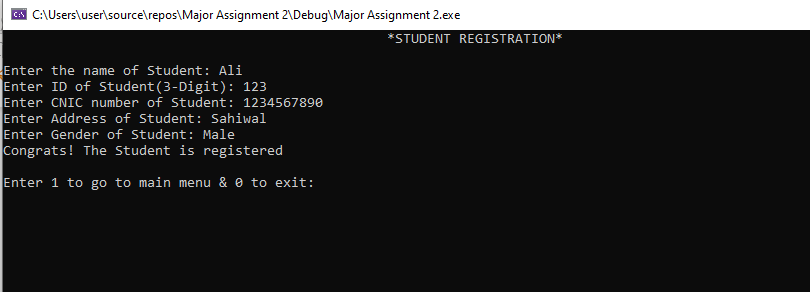 C:\Users\user\source\repos\Major Assignment 2\Debug\Major Assignment 2.exe
*STUDENT REGISTRATION*
Enter the name of Student: Ali
Enter ID of Student(3-Digit): 123
Enter CNIC number of Student: 1234567890
Enter Address of Student: Sahiwal
Enter Gender of Student: Male
Congrats! The Student is registered
Enter 1 to go to main menu & 0 to exit: